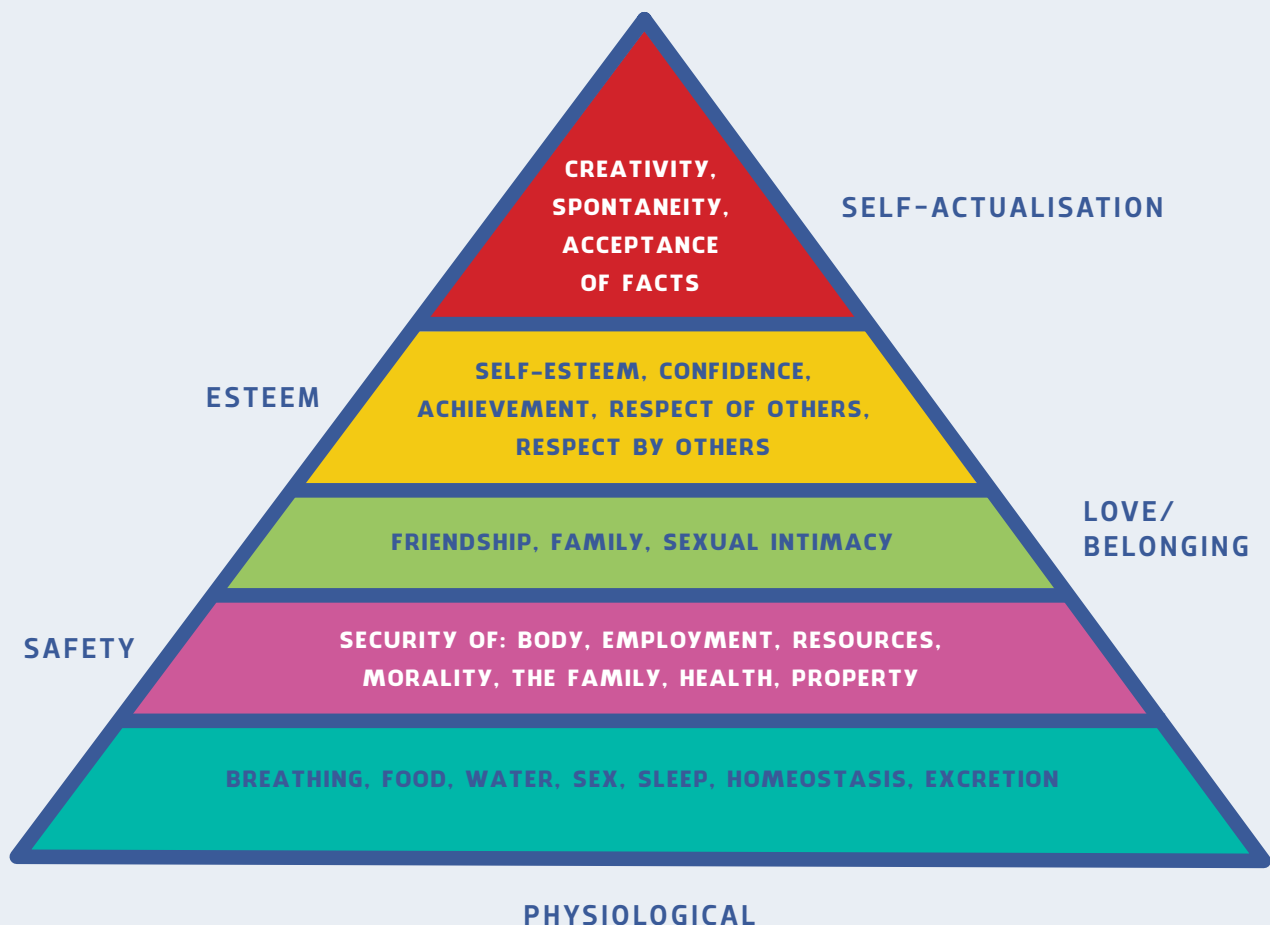 CREATIVITY,
SPONTANEITY,
ACCEPTANCE
OF FACTS
SELF-ACTUALISATION
SELF-ESTEEM, CONFIDENCE,
ACHIEVEMENT, RESPECT OF OTHERS,
RESPECT BY OTHERS
ESTEEM
FRIENDSHIP, FAMILY, SEXUAL INTIMACY
LOVE/
BELONGING
SECURITY OF: BODY, EMPLOYMENT, RESOURCES,
MORALITY, THE FAMILY, HEALTH, PROPERTY
SAFETY
BREATHING, FOOD, WATER, SEX, SLEEP, HOMEOSTASIS, EXCRETION
PHYSIOLOGICAL